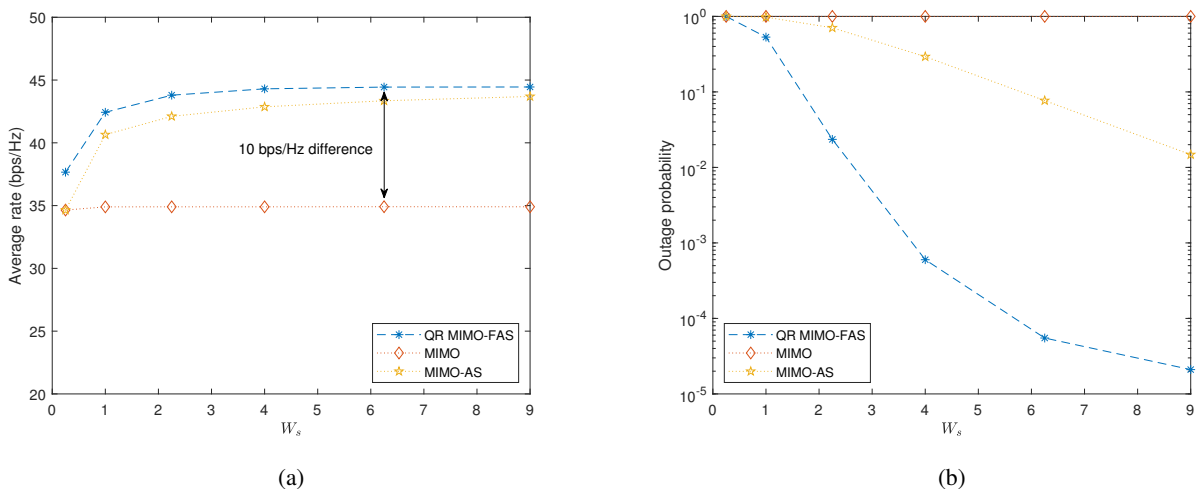 50
45
40
35
30
25
20
Average rate (bps/Hz)
10 bps/Hz difference
QR MIMO-FAS
MIMO
MIMO-AS
0 1 2 3 4 5 6 7 8 9
W_s
(a)
10^0
10^-1
10^-2
10^-3
10^-4
10^-5
Outage probability
QR MIMO-FAS
MIMO
MIMO-AS
0 1 2 3 4 5 6 7 8 9
W_s
(b)